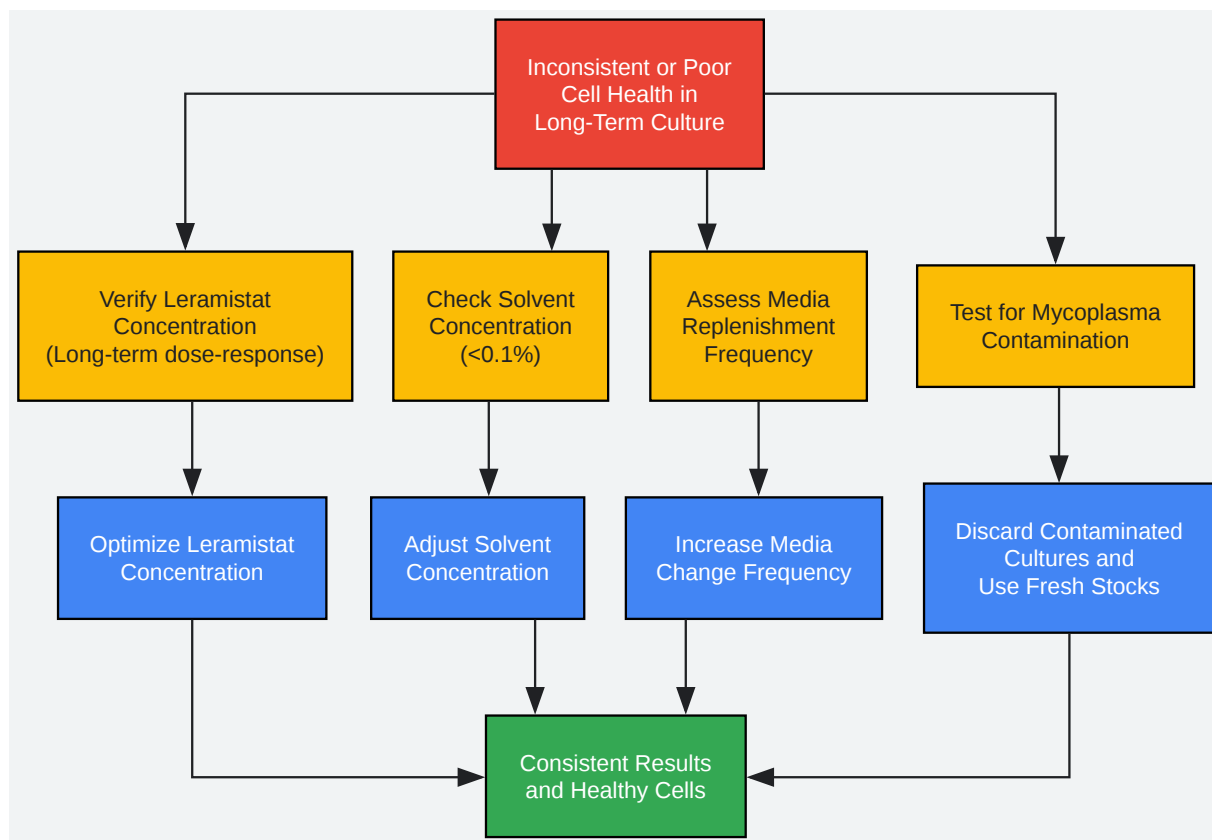 Inconsistent or Poor
Cell Health in
Long-Term Culture
Verify Leramistat
Concentration
(Long-term dose-response)
Check Solvent
Concentration
(<0.1%)
Assess Media
Replenishment
Frequency
Test for Mycoplasma
Contamination
Optimize Leramistat
Concentration
Adjust Solvent
Concentration
Increase Media
Change Frequency
Discard Contaminated
Cultures and
Use Fresh Stocks
Consistent Results
and Healthy Cells